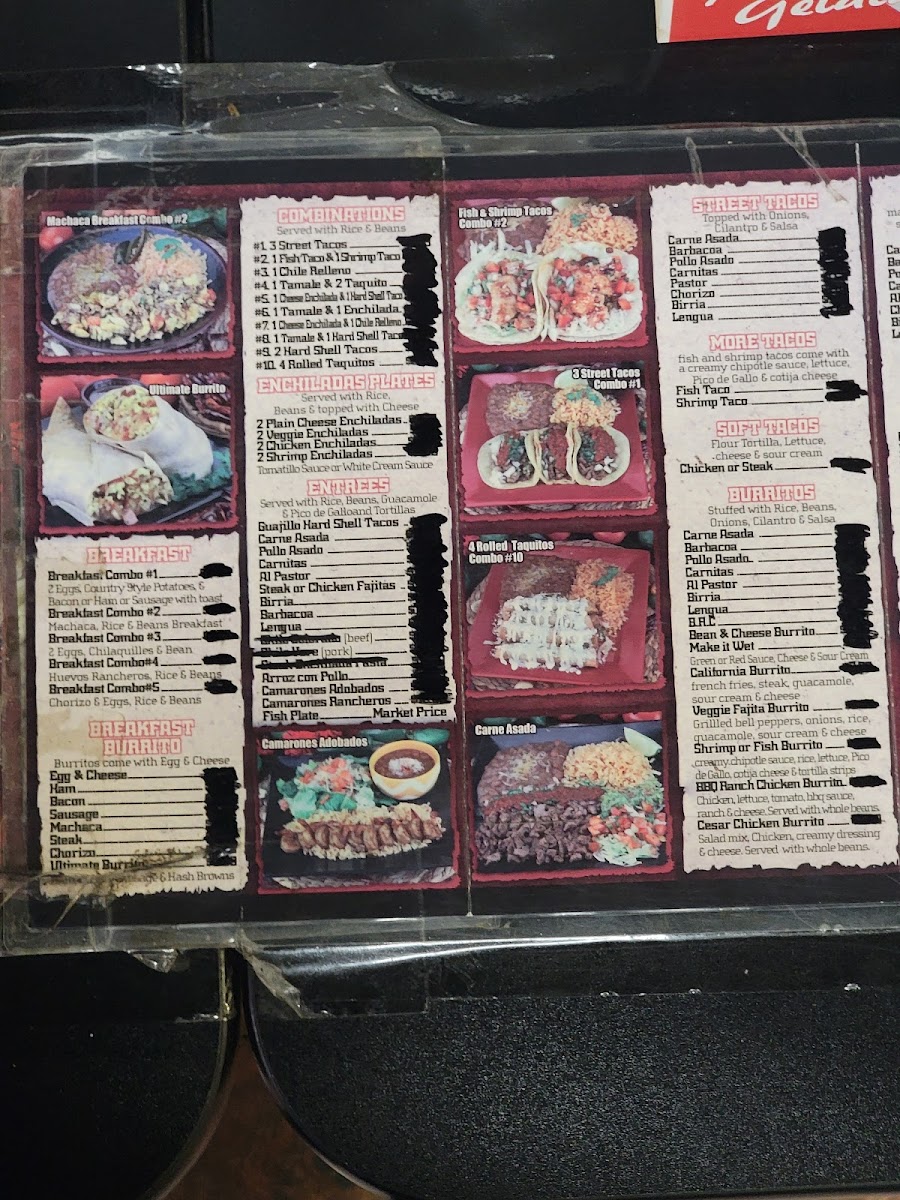 Machaca Breakfast Combo #2
Ultimate Burrito
BREAKFAST
Breakfast Combo #1
2 Eggs, Country Style Potatoes, &
Bacon or Ham or Sausage with toast
Breakfast Combo #2
Machaca, Rice & Beans Breakfast
Breakfast Combo #3
2 Eggs, Chilaquilles & Bean
Breakfast Combo#4
Huevos Rancheros, Rice & Beans
Breakfast Combo#5
Chorizo & Eggs, Rice & Beans
BREAKFAST
BURRITO
Burritos come with Egg & Cheese
Egg & Cheese
Ham
Bacon
Sausage
Machaca
Steak
Chorizo
Ultimate Burrito
& Hash Browns
COMBINATIONS
Served with Rice & Beans
#1. 3 Street Tacos
#2. 1 Fish Taco & 1 Shrimp Taco
#3. 1 Chile Relleno
#4. 1 Tamale & 2 Taquito
#5. 1 Cheese Enchilada & 1 Hard Shell Taco
#6. 1 Tamale & 1 Enchilada
#7. 1 Cheese Enchilada & 1 Chile Relleno
#8. 1 Tamale & 1 Hard Shell Taco
#9. 2 Hard Shell Tacos
#10. 4 Rolled Taquitos
ENCHILADAS PLATES
Served with Rice,
Beans & topped with Cheese
2 Plain Cheese Enchiladas
2 Veggie Enchiladas
2 Chicken Enchiladas
2 Shrimp Enchiladas
Tomatillo Sauce or White Cream Sauce
ENTREES
Served with Rice, Beans, Guacamole
& Pico de Galloand Tortillas
Guajillo Hard Shell Tacos
Carne Asada
Pollo Asado
Carnitas
Al Pastor
Steak or Chicken Fajitas
Birria
Barbacoa
Lengua
Chile Colorado (beef)
Chile Verde (pork)
Arroz con Pollo
Camarones Adobados
Camarones Rancheros
Fish Plate Market Price
Camarones Adobados
Fish & Shrimp Tacos
Combo #2
3 Street Tacos
Combo #1
4 Rolled Taquitos
Combo #10
Carne Asada
STREET TACOS
Topped with Onions,
Cilantro & Salsa
Carne Asada
Barbacoa
Pollo Asado
Carnitas
Pastor
Chorizo
Birria
Lengua
MORE TACOS
fish and shrimp tacos come with
a creamy chipotle sauce, lettuce,
Pico de Gallo & cotija cheese
Fish Taco
Shrimp Taco
SOFT TACOS
Flour Tortilla, Lettuce,
cheese & sour cream
Chicken or Steak
BURRITOS
Stuffed with Rice, Beans,
Onions, Cilantro & Salsa
Carne Asada
Barbacoa
Pollo Asado
Carnitas
Al Pastor
Birria
Lengua
B.R.C
Bean & Cheese Burrito
Make it Wet
Green or Red Sauce, Cheese & Sour Cream
California Burrito
french fries, steak, guacamole,
sour cream & cheese
Veggie Fajita Burrito
Grillled bell peppers, onions, rice,
guacamole, sour cream & cheese
Shrimp or Fish Burrito
creamy chipotle sauce, rice, lettuce, Pico
de Gallo, cotija cheese & tortilla strips
BBQ Ranch Chicken Burrito
Chicken, lettuce, tomato, bbq sauce,
ranch & cheese. Served with whole beans.
Cesar Chicken Burrito
Salad mix, Chicken, creamy dressing
& cheese. Served with whole beans.